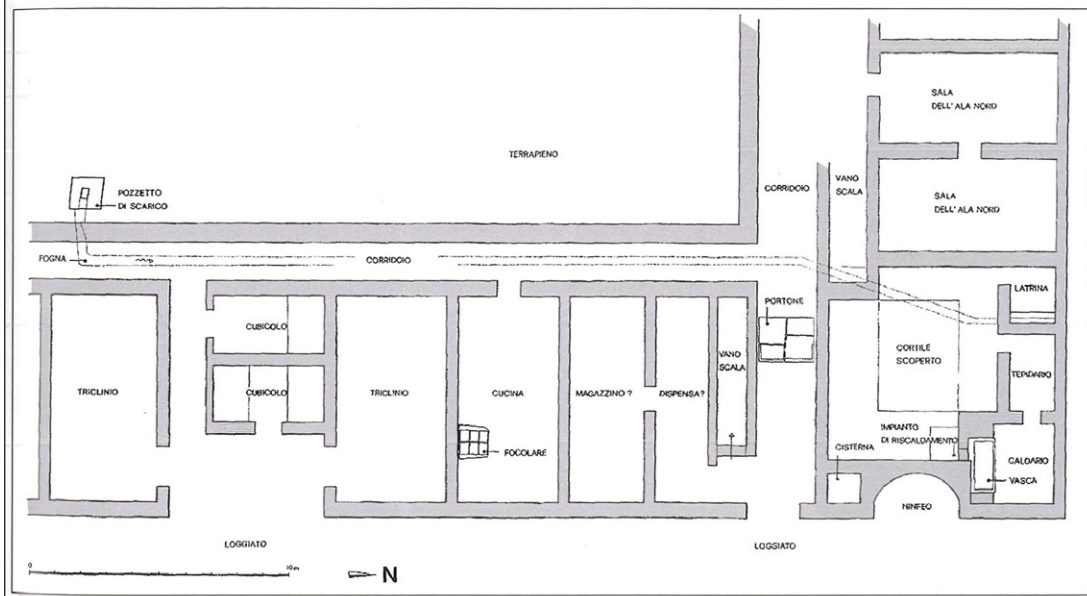 SALA
DELL'ALA NORD
TERRAPIENO
POZZETTO
DI SCARICO
CORRIDOIO
VANO
SCALA
SALA
DELL'ALA NORD
FOGNA
CORRIDOIO
LATRINA
PORTONE
CUBICOLO
CORTILE
SCOPERTO
VANO
SCALA
TEPIDARIO
TRICLINIO
CUBICOLO
TRICLINIO
CUCINA
MAGAZZINO ?
DISPENSA?
IMPIANTO
DI RISCALDAMENTO
FOCOLARE
CISTERNA
CALDARIO
VASCA
NINFEO
LOGGIATO
LOGGIATO
0
10 m
N